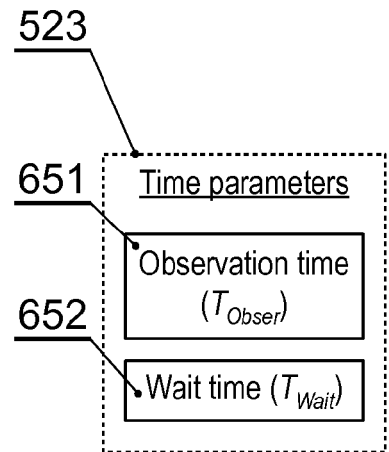 523
651
Time parameters
Observation time
(T_Obser)
652
Wait time (T_Wait)